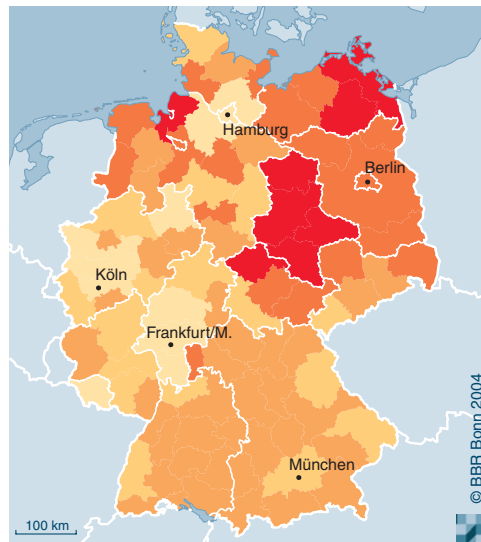 Hamburg
Berlin
Köln
Frankfurt/M.
München
100 km
© BBR Bonn 2004